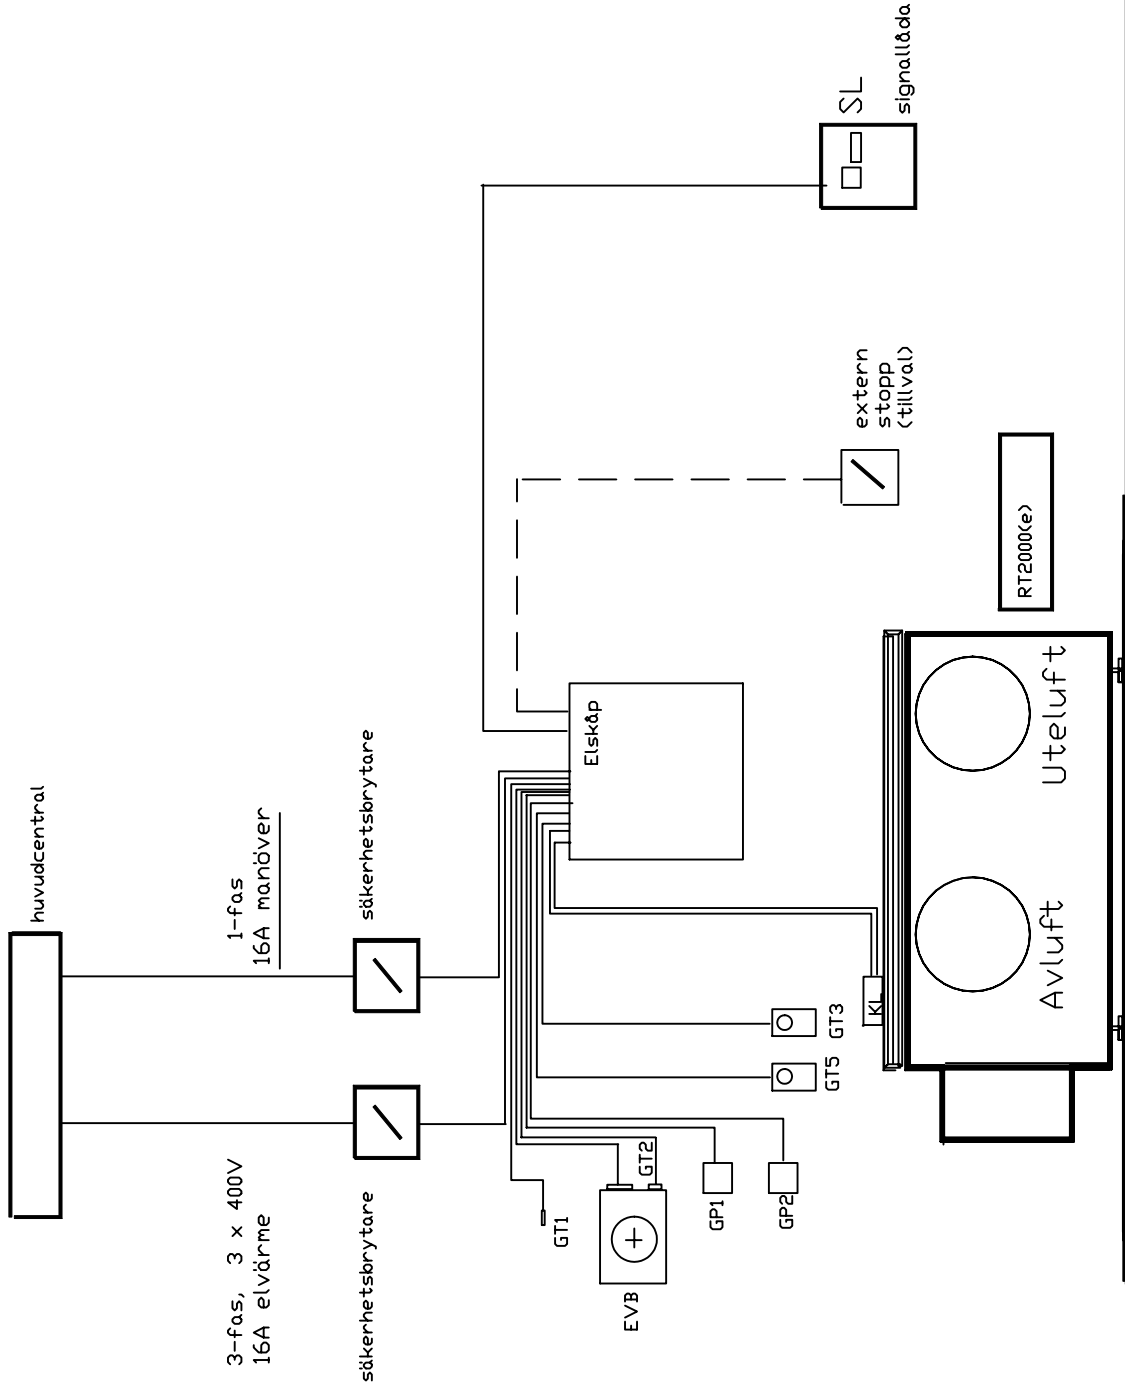 huvudcentral
3-fas, 3 x 400V
16A elvärme
1-fas
16A manöver
säkerhetsbrytare
säkerhetsbrytare
GT1
EVB
GT2
Elskåp
GP1
GP2
GT5
GT3
KL
extern
stopp
(tillval)
SL
signallåda
Avluft
Uteluft
RT2000(e)